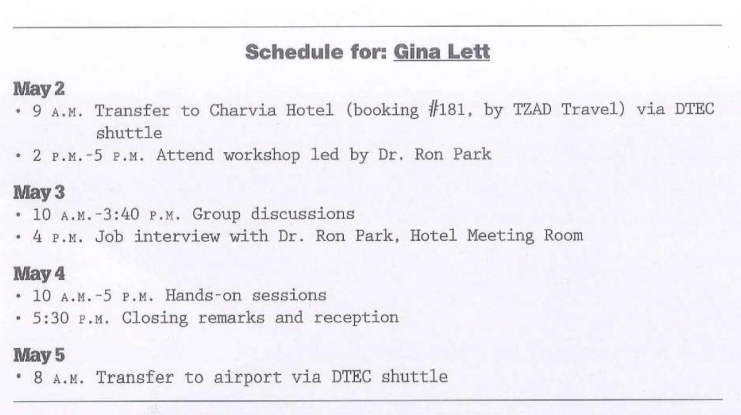 Schedule for: Gina Lett
May 2
• 9 A.M. Transfer to Charvia Hotel (booking #181, by TZAD Travel) via DTEC
shuttle
• 2 P.M.-5 P.M. Attend workshop led by Dr. Ron Park
May 3
• 10 A.M.-3:40 P.M. Group discussions
• 4 P.M. Job interview with Dr. Ron Park, Hotel Meeting Room
May 4
• 10 A.M.-5 P.M. Hands-on sessions
• 5:30 P.M. Closing remarks and reception
May 5
• 8 A.M. Transfer to airport via DTEC shuttle